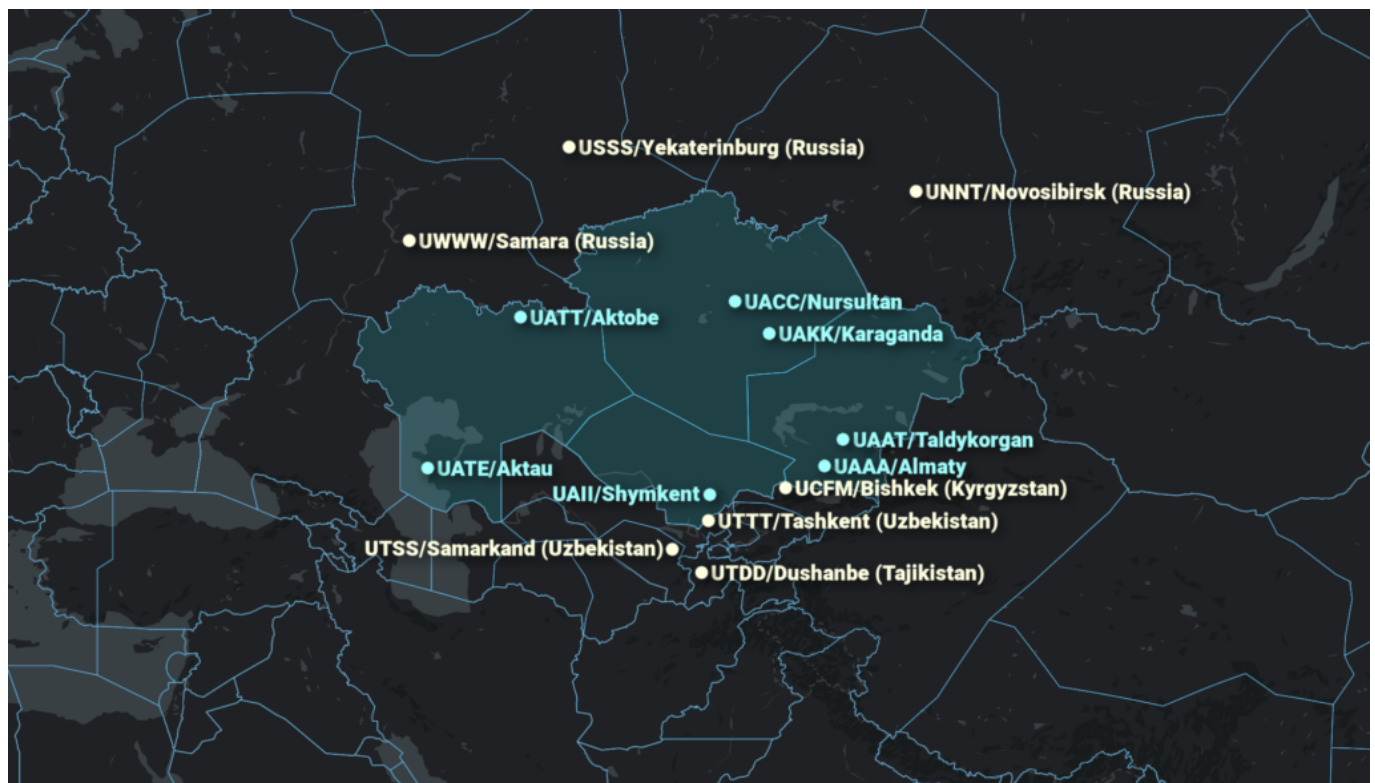 USSS/Yekaterinburg (Russia)
UNNT/Novosibirsk (Russia)
UWWW/Samara (Russia)
UACC/Nursultan
UATT/Aktobe
UAKK/Karaganda
UAAT/Taldykorgan
UATE/Aktau
UAAA/Almaty
UCFM/Bishkek (Kyrgyzstan)
UAII/Shymkent
UTTT/Tashkent (Uzbekistan)
UTSS/Samarkand (Uzbekistan)
UTDD/Dushanbe (Tajikistan)